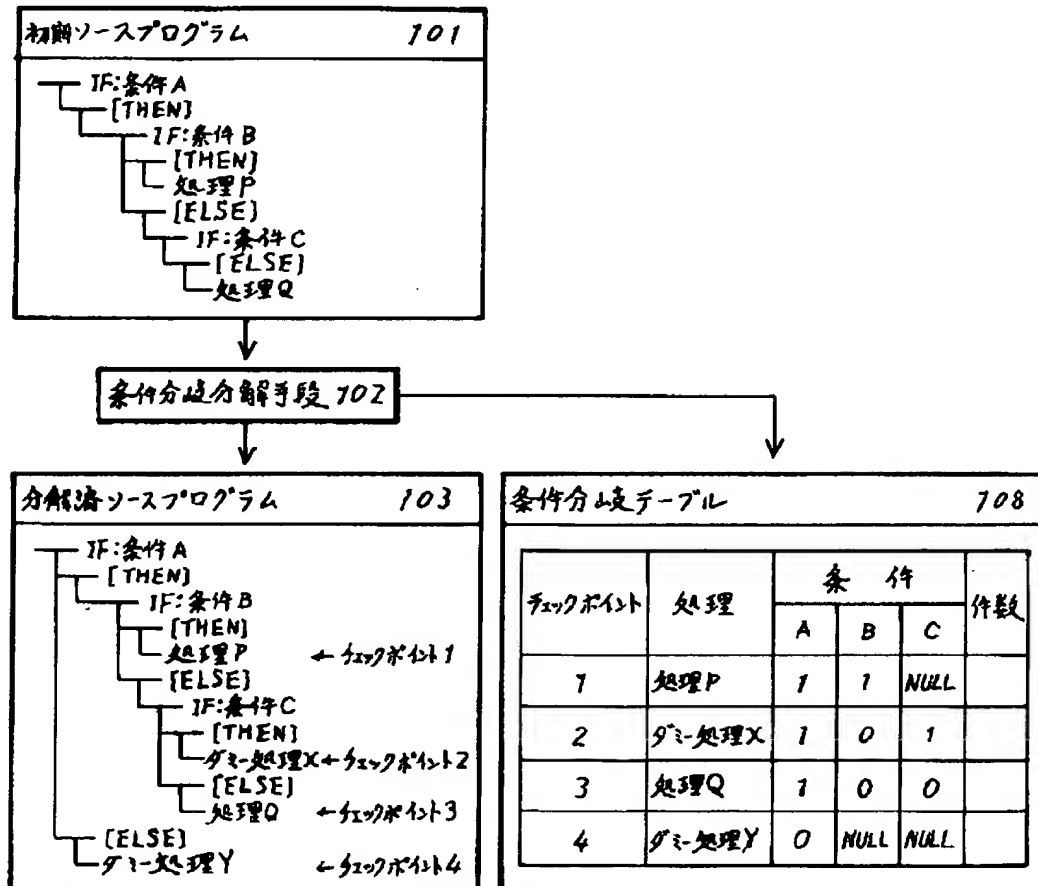 初期ソースプログラム 101
IF:条件A
[THEN]
IF:条件B
[THEN]
処理P
[ELSE]
IF:条件C
[ELSE]
処理Q
条件分岐分解手段 102
分解済ソースプログラム 103
IF:条件A
[THEN]
IF:条件B
[THEN]
処理P ←チェックポイント1
[ELSE]
IF:条件C
[THEN]
ダミー処理X←チェックポイント2
[ELSE]
処理Q ←チェックポイント3
[ELSE]
ダミー処理Y ←チェックポイント4
条件分岐テーブル 108
チェックポイント 処理 条件 件数
A B C
1 処理P 1 1 NULL
2 ダミー処理X 1 0 1
3 処理Q 1 0 0
4 ダミー処理Y 0 NULL NULL